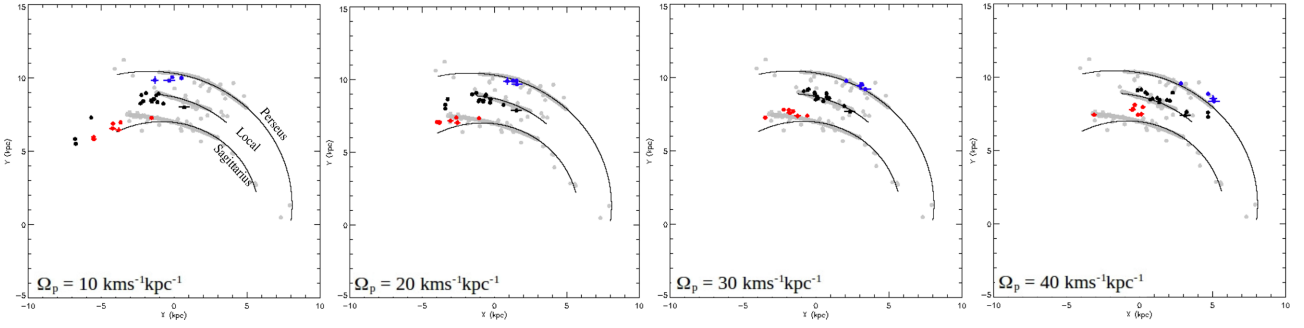 15
10
5
0
−5
−10
−5
0
5
10
X (kpc)
Y (kpc)
Perseus
Local
Sagittarius
Ωp = 10 kms-1kpc-1
15
10
5
0
−5
−10
−5
0
5
10
X (kpc)
Y (kpc)
Ωp = 20 kms-1kpc-1
15
10
5
0
−5
−10
−5
0
5
10
X (kpc)
Y (kpc)
Ωp = 30 kms-1kpc-1
15
10
5
0
−5
−10
−5
0
5
10
X (kpc)
Y (kpc)
Ωp = 40 kms-1kpc-1